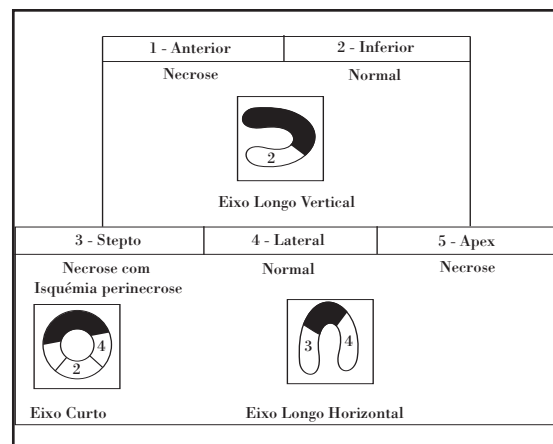 1 - Anterior 2 - Inferior
Necrose Normal
2
Eixo Longo Vertical
3 - Stepto 4 - Lateral 5 - Apex
Necrose com Normal Necrose
Isquémia perinecrose
4 3 4
2
Eixo Curto Eixo Longo Horizontal